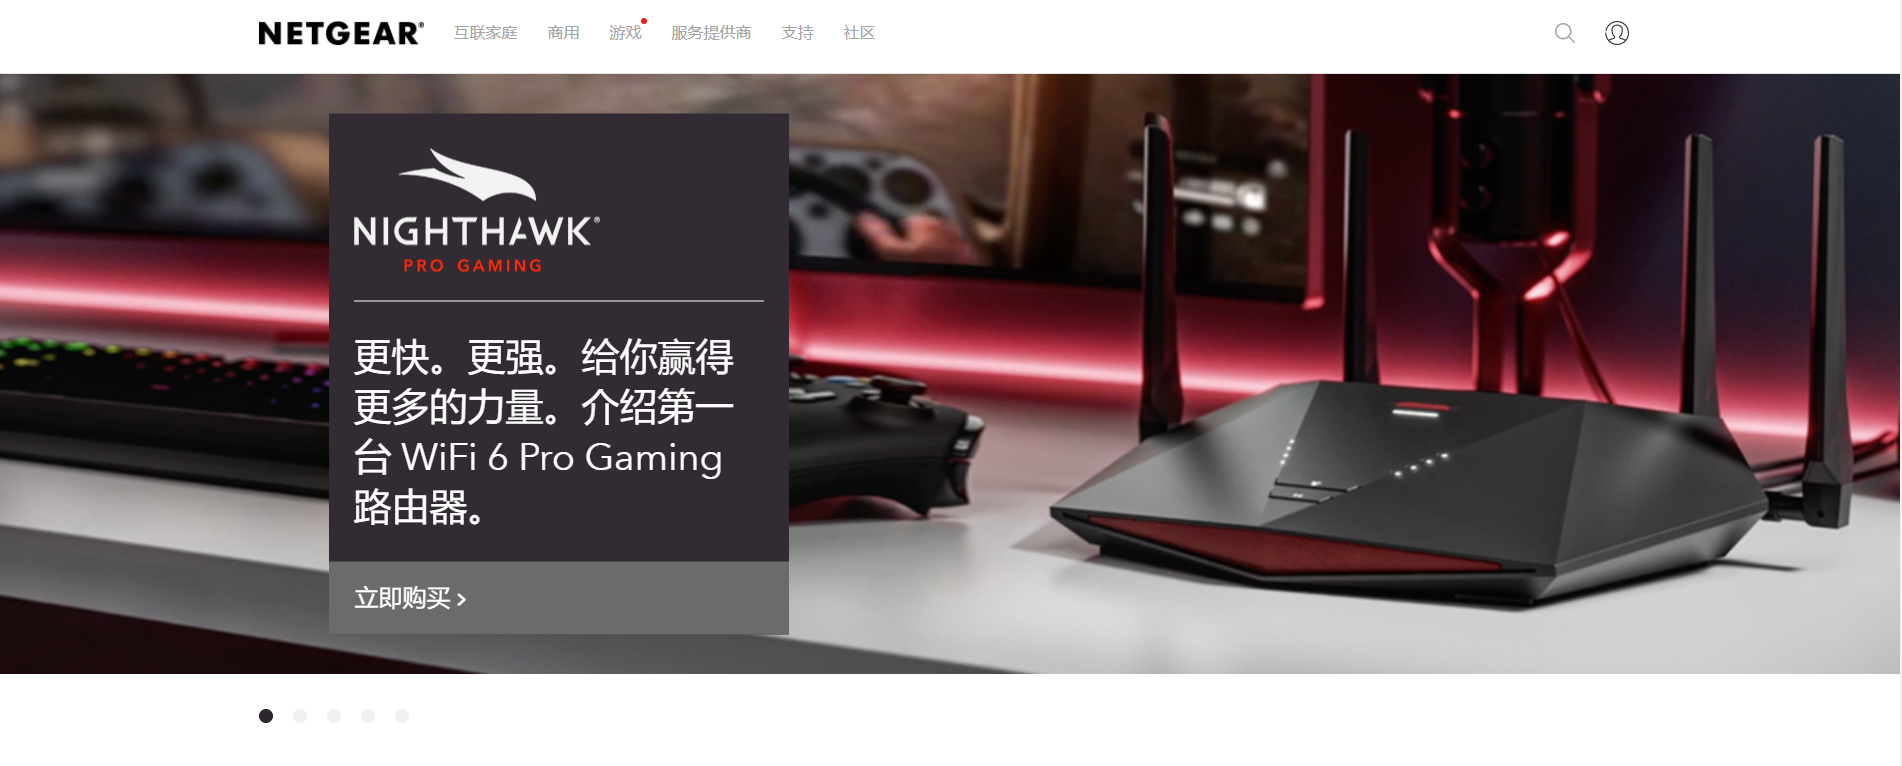 NETGEAR® 互联家庭 商用 游戏 服务提供商 支持 社区
NIGHTHAWK®
PRO GAMING
更快。更强。给你赢得
更多的力量。介绍第一
台 WiFi 6 Pro Gaming
路由器。
立即购买 >